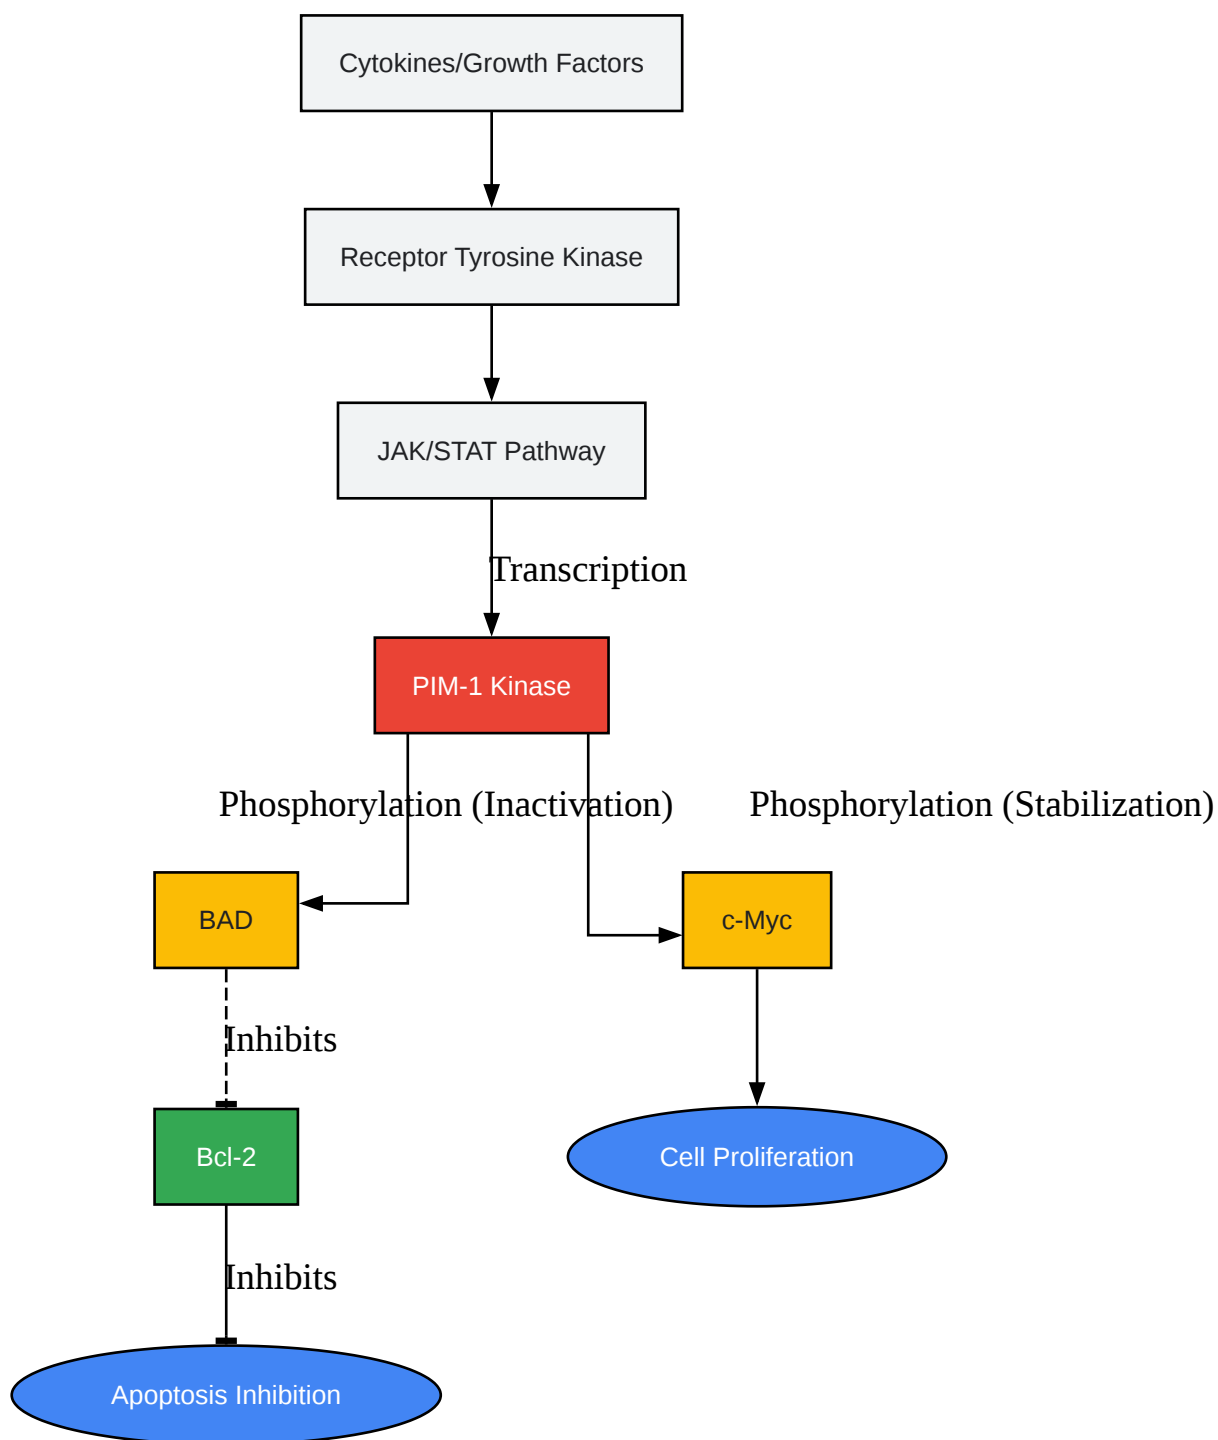 Cytokines/Growth Factors
Receptor Tyrosine Kinase
JAK/STAT Pathway
Transcription
PIM-1 Kinase
Phosphorylation (Inactivation)
Phosphorylation (Stabilization)
BAD
c-Myc
Inhibits
Bcl-2
Cell Proliferation
Inhibits
Apoptosis Inhibition